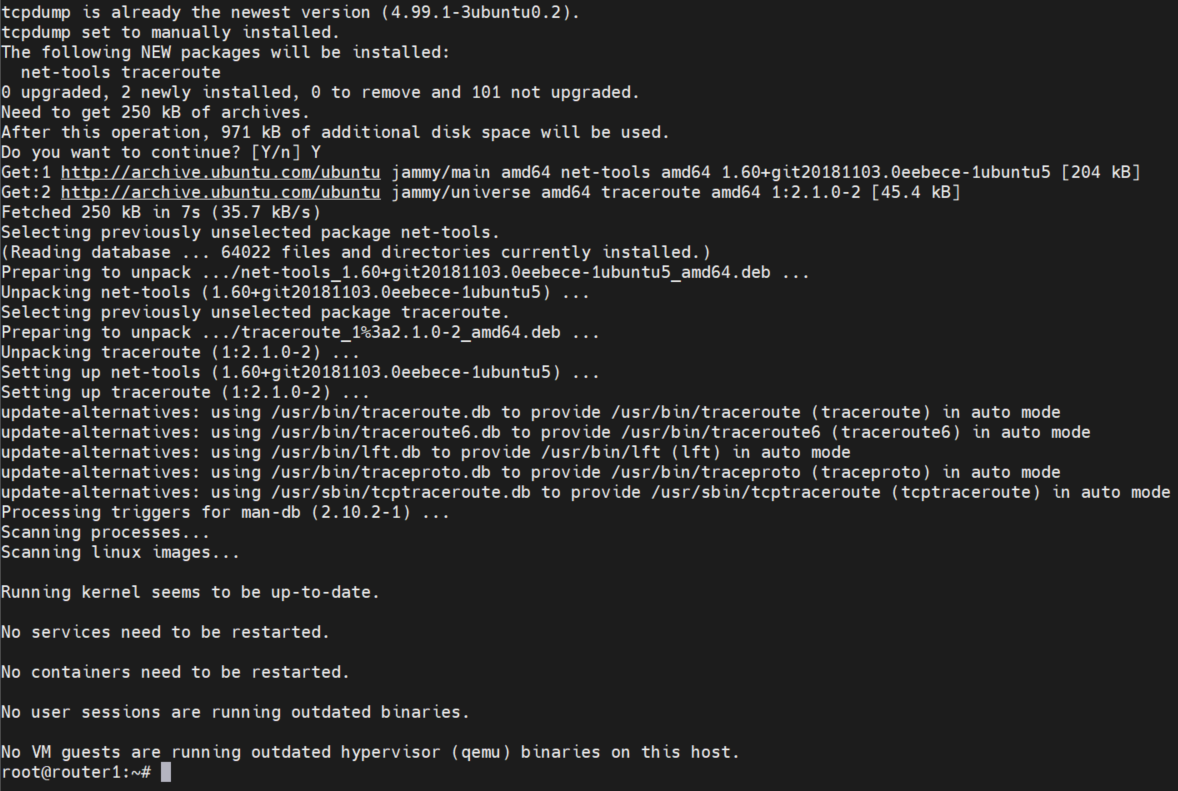 tcpdump is already the newest version (4.99.1-3ubuntu0.2).
tcpdump set to manually installed.
The following NEW packages will be installed:
  net-tools traceroute
0 upgraded, 2 newly installed, 0 to remove and 101 not upgraded.
Need to get 250 kB of archives.
After this operation, 971 kB of additional disk space will be used.
Do you want to continue? [Y/n] Y
Get:1 http://archive.ubuntu.com/ubuntu jammy/main amd64 net-tools amd64 1.60+git20181103.0eebece-1ubuntu5 [204 kB]
Get:2 http://archive.ubuntu.com/ubuntu jammy/universe amd64 traceroute amd64 1:2.1.0-2 [45.4 kB]
Fetched 250 kB in 7s (35.7 kB/s)
Selecting previously unselected package net-tools.
(Reading database ... 64022 files and directories currently installed.)
Preparing to unpack .../net-tools_1.60+git20181103.0eebece-1ubuntu5_amd64.deb ...
Unpacking net-tools (1.60+git20181103.0eebece-1ubuntu5) ...
Selecting previously unselected package traceroute.
Preparing to unpack .../traceroute_1%3a2.1.0-2_amd64.deb ...
Unpacking traceroute (1:2.1.0-2) ...
Setting up net-tools (1.60+git20181103.0eebece-1ubuntu5) ...
Setting up traceroute (1:2.1.0-2) ...
update-alternatives: using /usr/bin/traceroute.db to provide /usr/bin/traceroute (traceroute) in auto mode
update-alternatives: using /usr/bin/traceroute6.db to provide /usr/bin/traceroute6 (traceroute6) in auto mode
update-alternatives: using /usr/bin/lft.db to provide /usr/bin/lft (lft) in auto mode
update-alternatives: using /usr/bin/traceproto.db to provide /usr/bin/traceproto (traceproto) in auto mode
update-alternatives: using /usr/sbin/tcptraceroute.db to provide /usr/sbin/tcptraceroute (tcptraceroute) in auto mode
Processing triggers for man-db (2.10.2-1) ...
Scanning processes...
Scanning linux images...
Running kernel seems to be up-to-date.
No services need to be restarted.
No containers need to be restarted.
No user sessions are running outdated binaries.
No VM guests are running outdated hypervisor (qemu) binaries on this host.
root@router1:~#